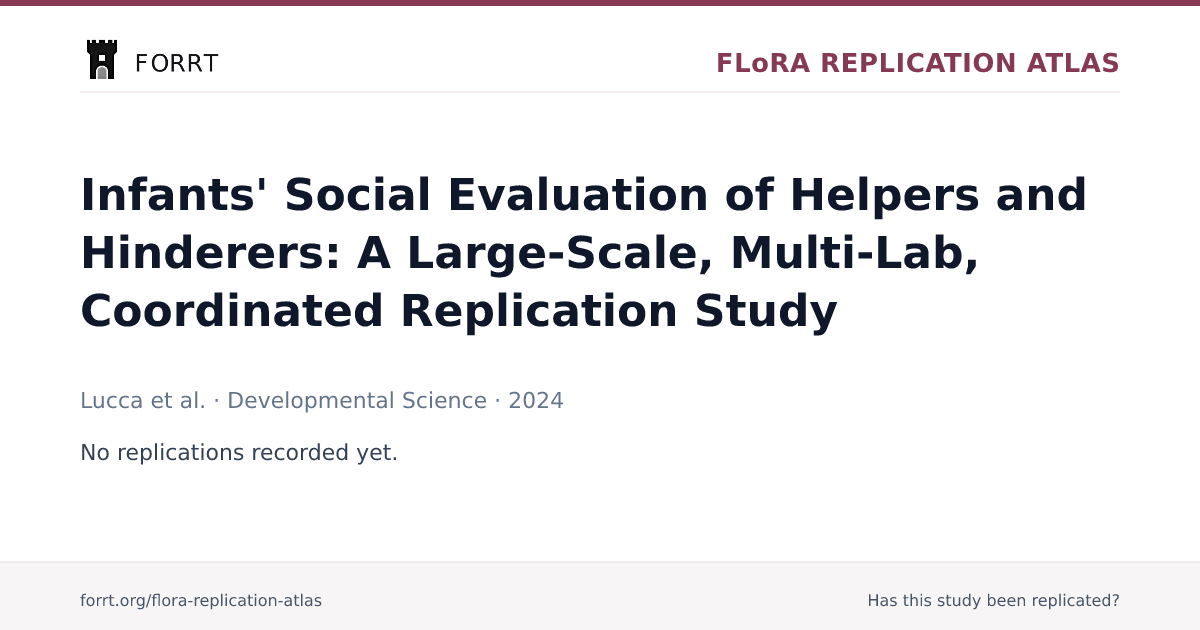 FORRT
FLoRA REPLICATION ATLAS
Infants' Social Evaluation of Helpers and
Hinderers: A Large-Scale, Multi-Lab,
Coordinated Replication Study
Lucca et al. · Developmental Science · 2024
No replications recorded yet.
forrt.org/flora-replication-atlas
Has this study been replicated?